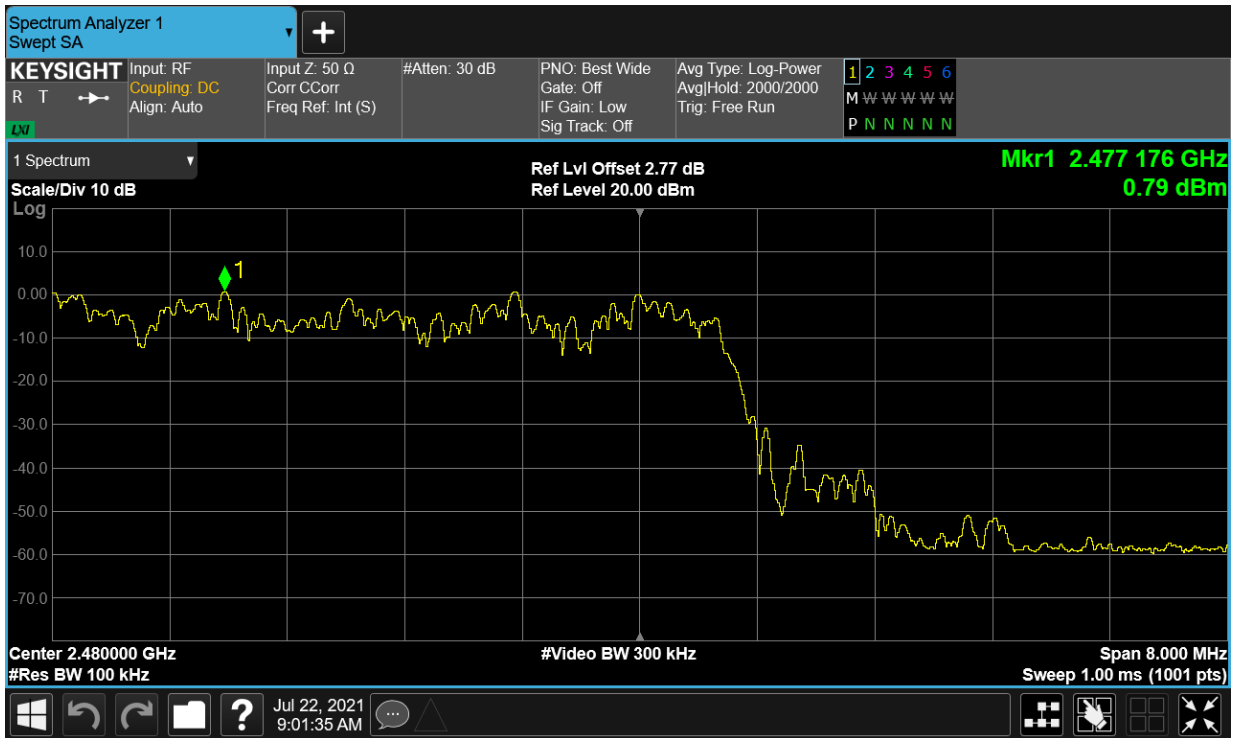 Spectrum Analyzer 1
Swept SA
▼
+
KEYSIGHT
R T
LXI
Input: RF
Coupling: DC
Align: Auto
Input Z: 50 Ω
Corr CCorr
Freq Ref: Int (S)
#Atten: 30 dB
PNO: Best Wide
Gate: Off
IF Gain: Low
Sig Track: Off
Avg Type: Log-Power
Avg|Hold: 2000/2000
Trig: Free Run
1 2 3 4 5 6
M W W W W W
P N N N N N
1 Spectrum ▼
Scale/Div 10 dB
Log
Ref Lvl Offset 2.77 dB
Ref Level 20.00 dBm
Mkr1 2.477 176 GHz
0.79 dBm
1
10.0
0.00
-10.0
-20.0
-30.0
-40.0
-50.0
-60.0
-70.0
Center 2.480000 GHz
#Res BW 100 kHz
#Video BW 300 kHz
Span 8.000 MHz
Sweep 1.00 ms (1001 pts)
?
Jul 22, 2021
9:01:35 AM